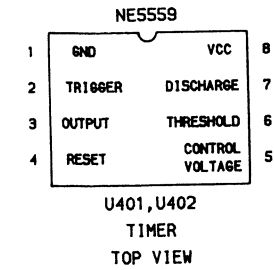 NE5559
1 GND VCC 8
2 TRIGGER DISCHARGE 7
3 OUTPUT THRESHOLD 6
4 RESET CONTROL VOLTAGE 5
U401,U402
TIMER
TOP VIEW